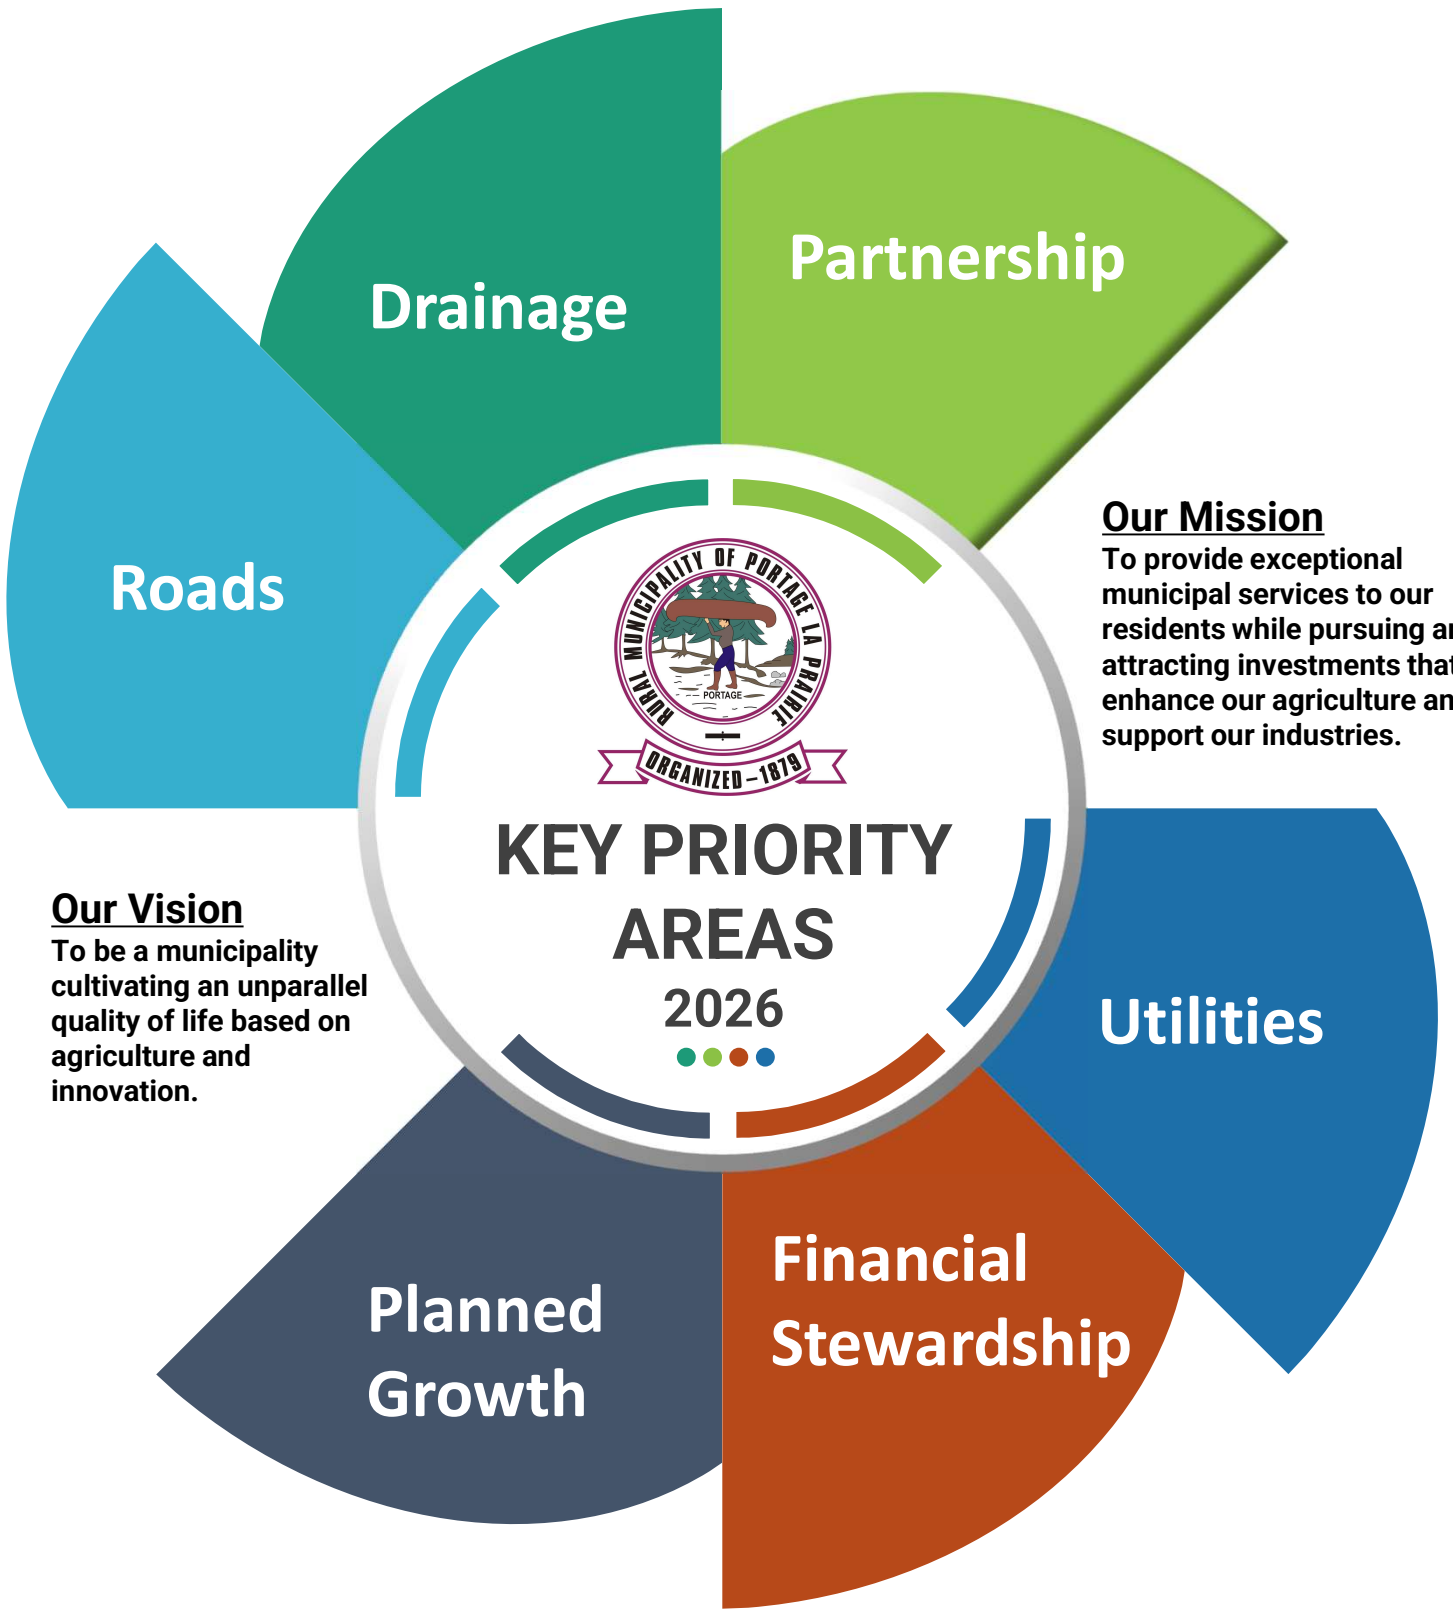 Drainage
Partnership
Roads
Our Mission
To provide exceptional
municipal services to our
residents while pursuing an
attracting investments that
enhance our agriculture an
support our industries.
RURAL MUNICIPALITY OF PORTAGE LA PRAIRIE
PORTAGE
ORGANIZED – 1879
KEY PRIORITY
AREAS
2026
Our Vision
To be a municipality
cultivating an unparallel
quality of life based on
agriculture and
innovation.
Utilities
Financial
Stewardship
Planned
Growth